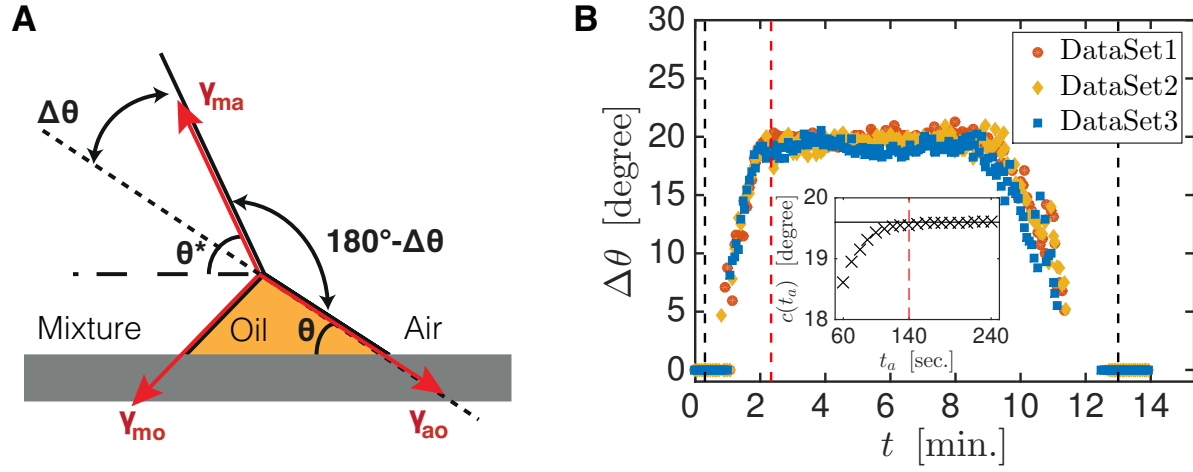 A
Δθ
γma
θ*
180°-Δθ
Mixture
Oil
θ
Air
γmo
γao
B
30
25
20
15
10
5
0
Δθ [degree]
0
2
4
6
8
10
12
14
t [min.]
DataSet1
DataSet2
DataSet3
20
19
18
c(ta) [degree]
60
140
240
ta [sec.]